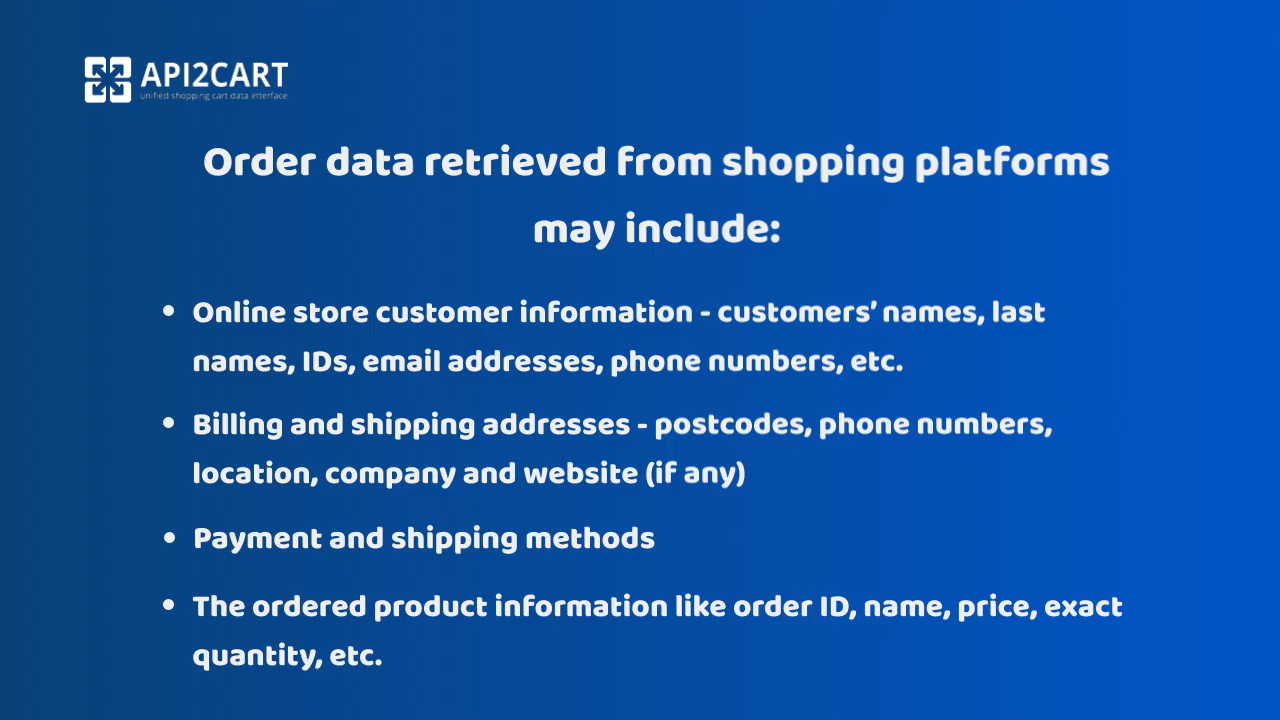 API2CART
unified shopping cart data interface
Order data retrieved from shopping platforms
may include:
• Online store customer information - customers’ names, last
names, IDs, email addresses, phone numbers, etc.
• Billing and shipping addresses - postcodes, phone numbers,
location, company and website (if any)
• Payment and shipping methods
• The ordered product information like order ID, name, price, exact
quantity, etc.